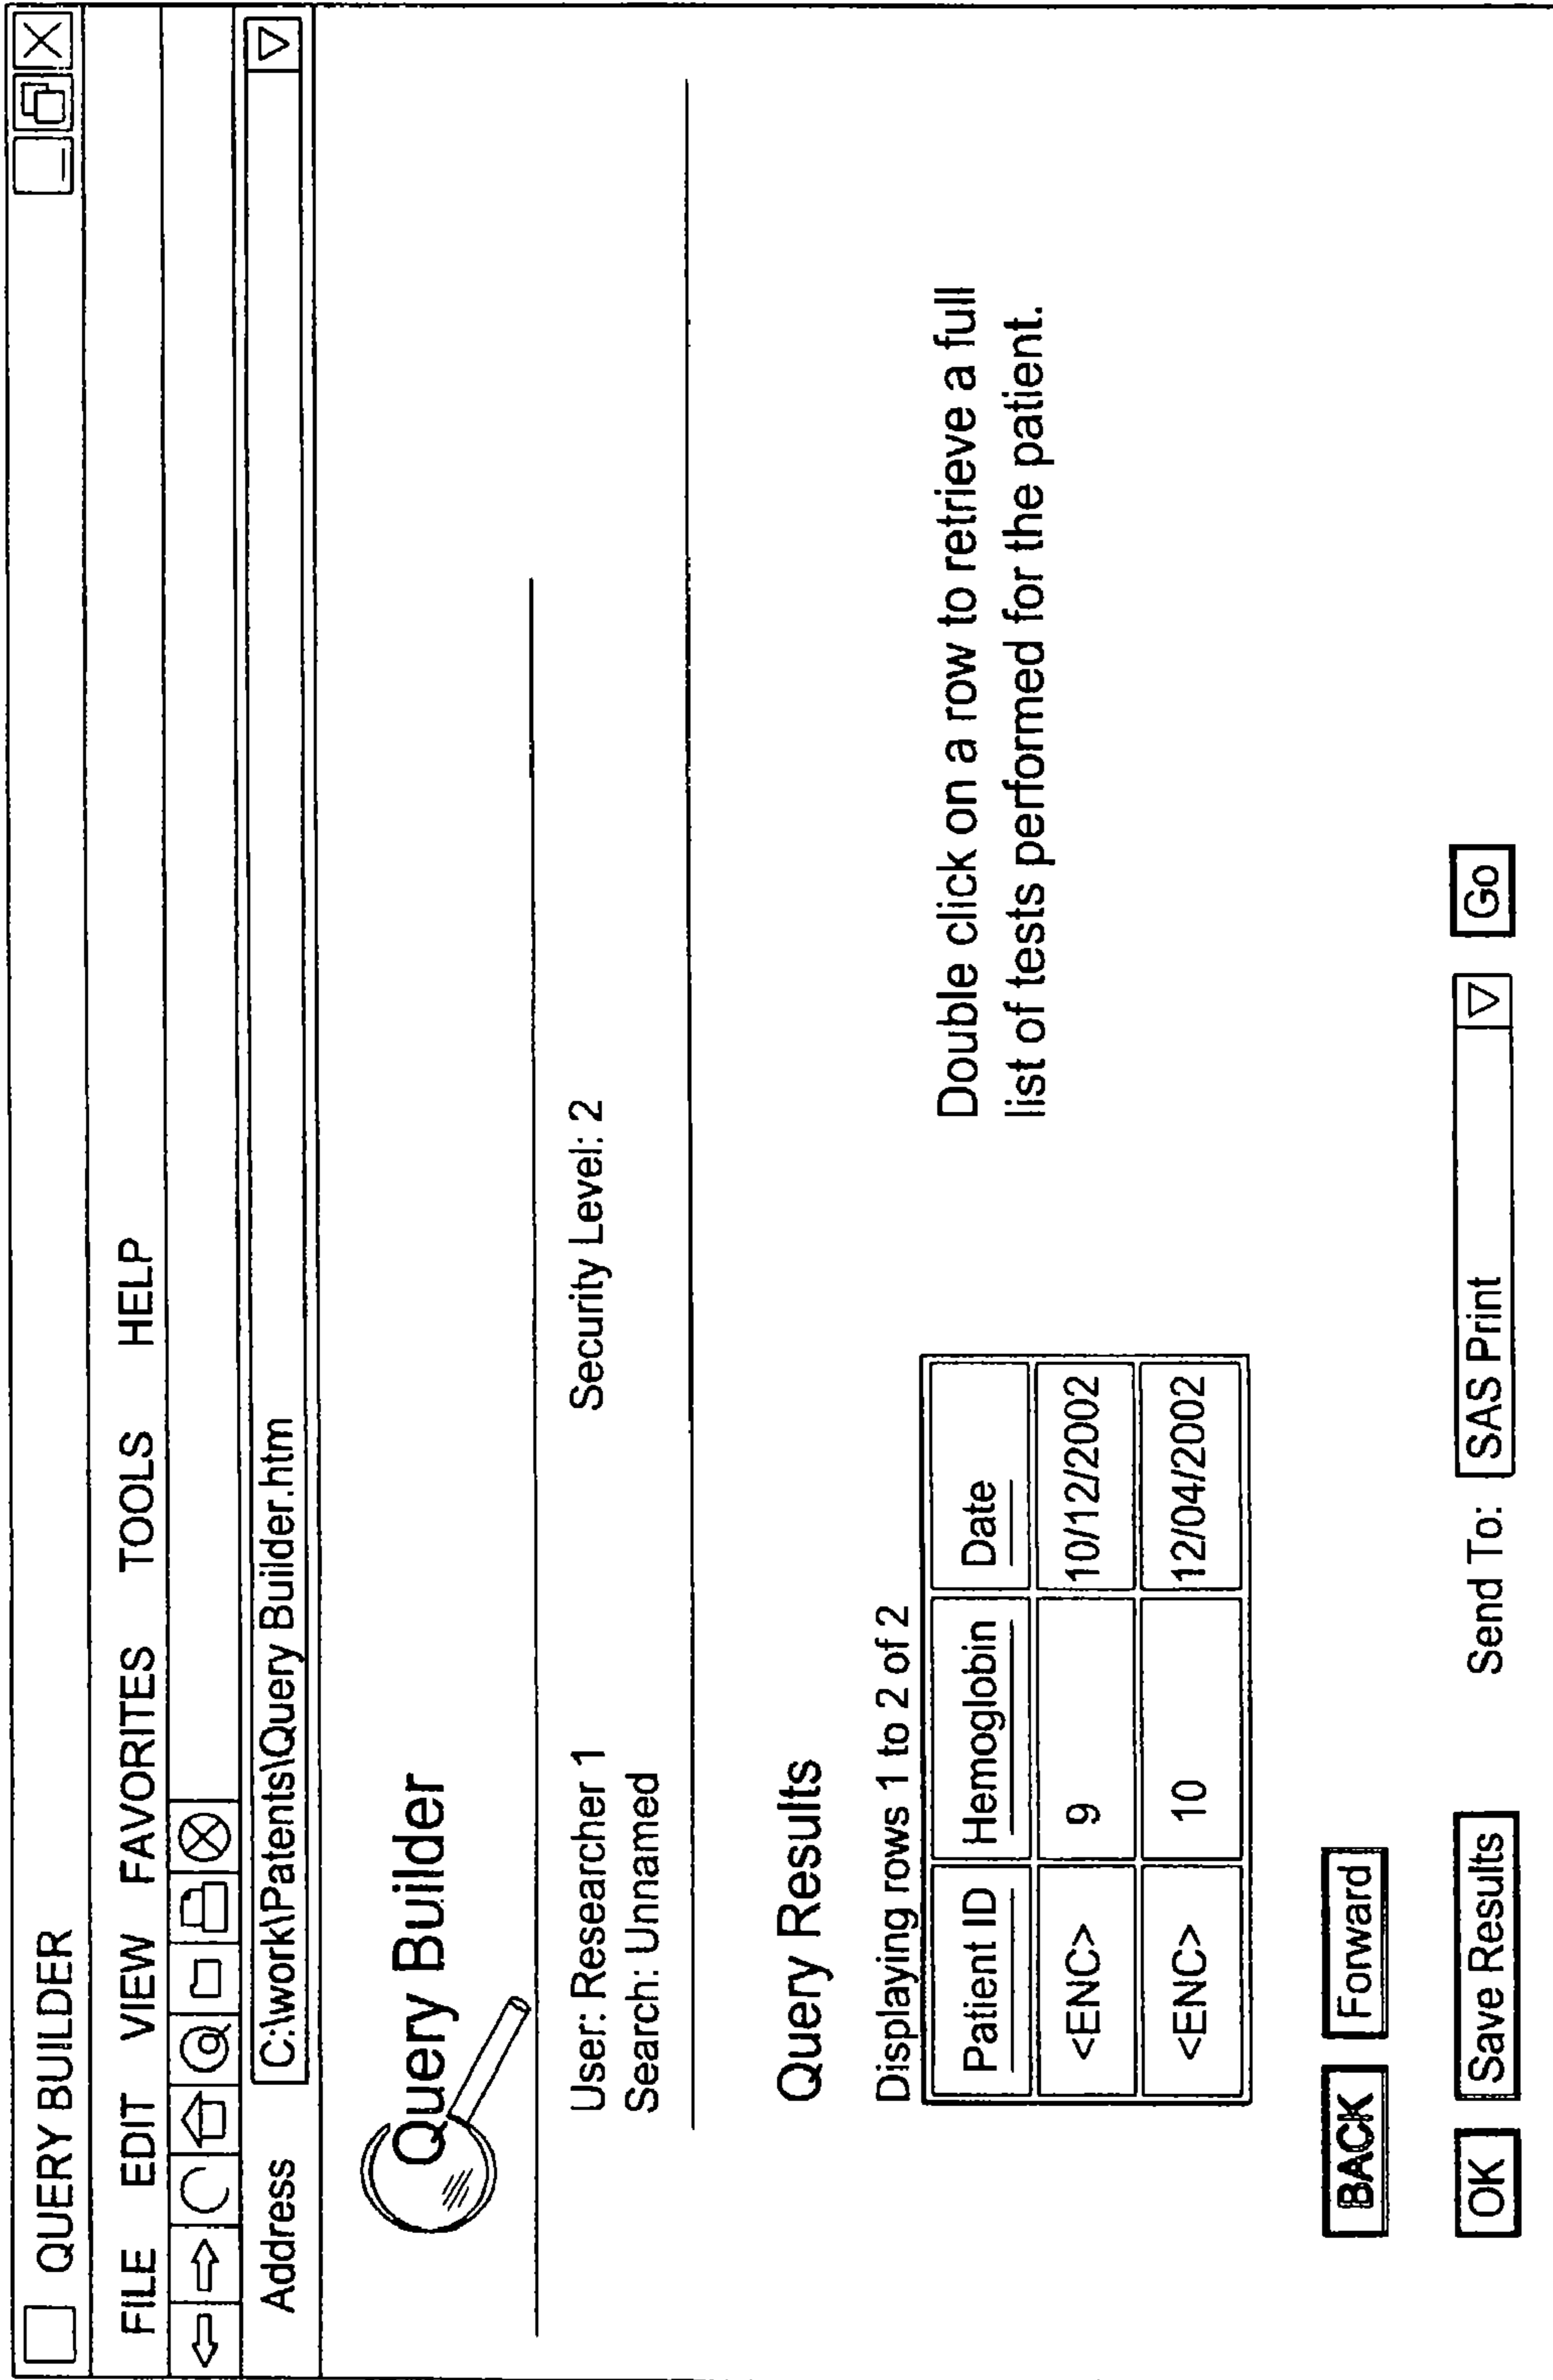 QUERY BUILDER
FILE EDIT VIEW FAVORITES TOOLS HELP
Address C:\work\Patents\Query Builder.htm
Query Builder
User: Researcher 1 Security Level: 2
Search: Unnamed
Query Results
Displaying rows 1 to 2 of 2
Patient ID Hemoglobin Date
<ENC> 9 10/12/2002
<ENC> 10 12/04/2002
Double click on a row to retrieve a full
list of tests performed for the patient.
BACK Forward
OK Save Results Send To: SAS Print Go